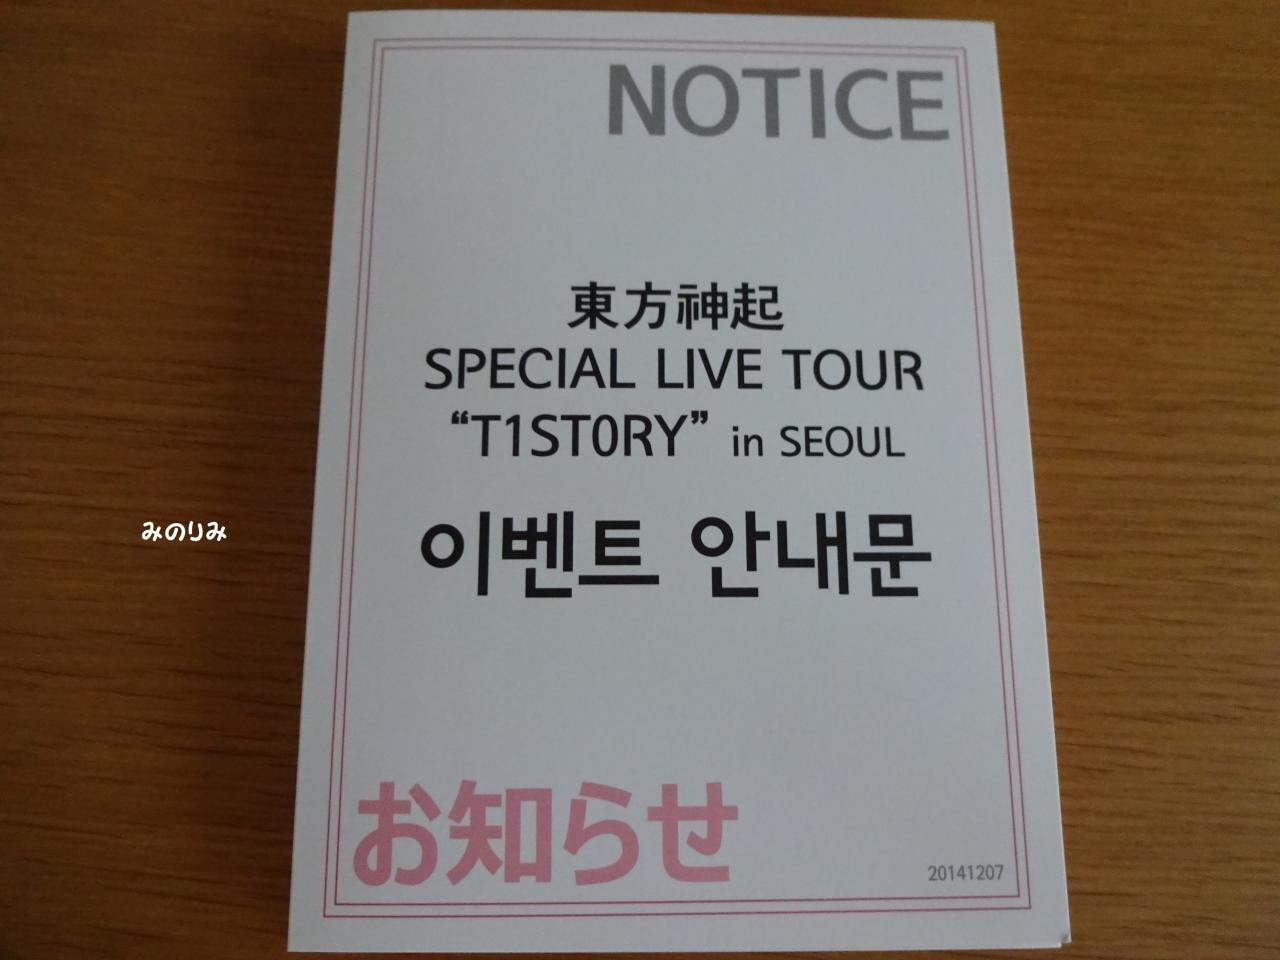 NOTICE
東方神起
SPECIAL LIVE TOUR
“T1ST0RY” in SEOUL
이벤트 안내문
みのりみ
お知らせ
20141207